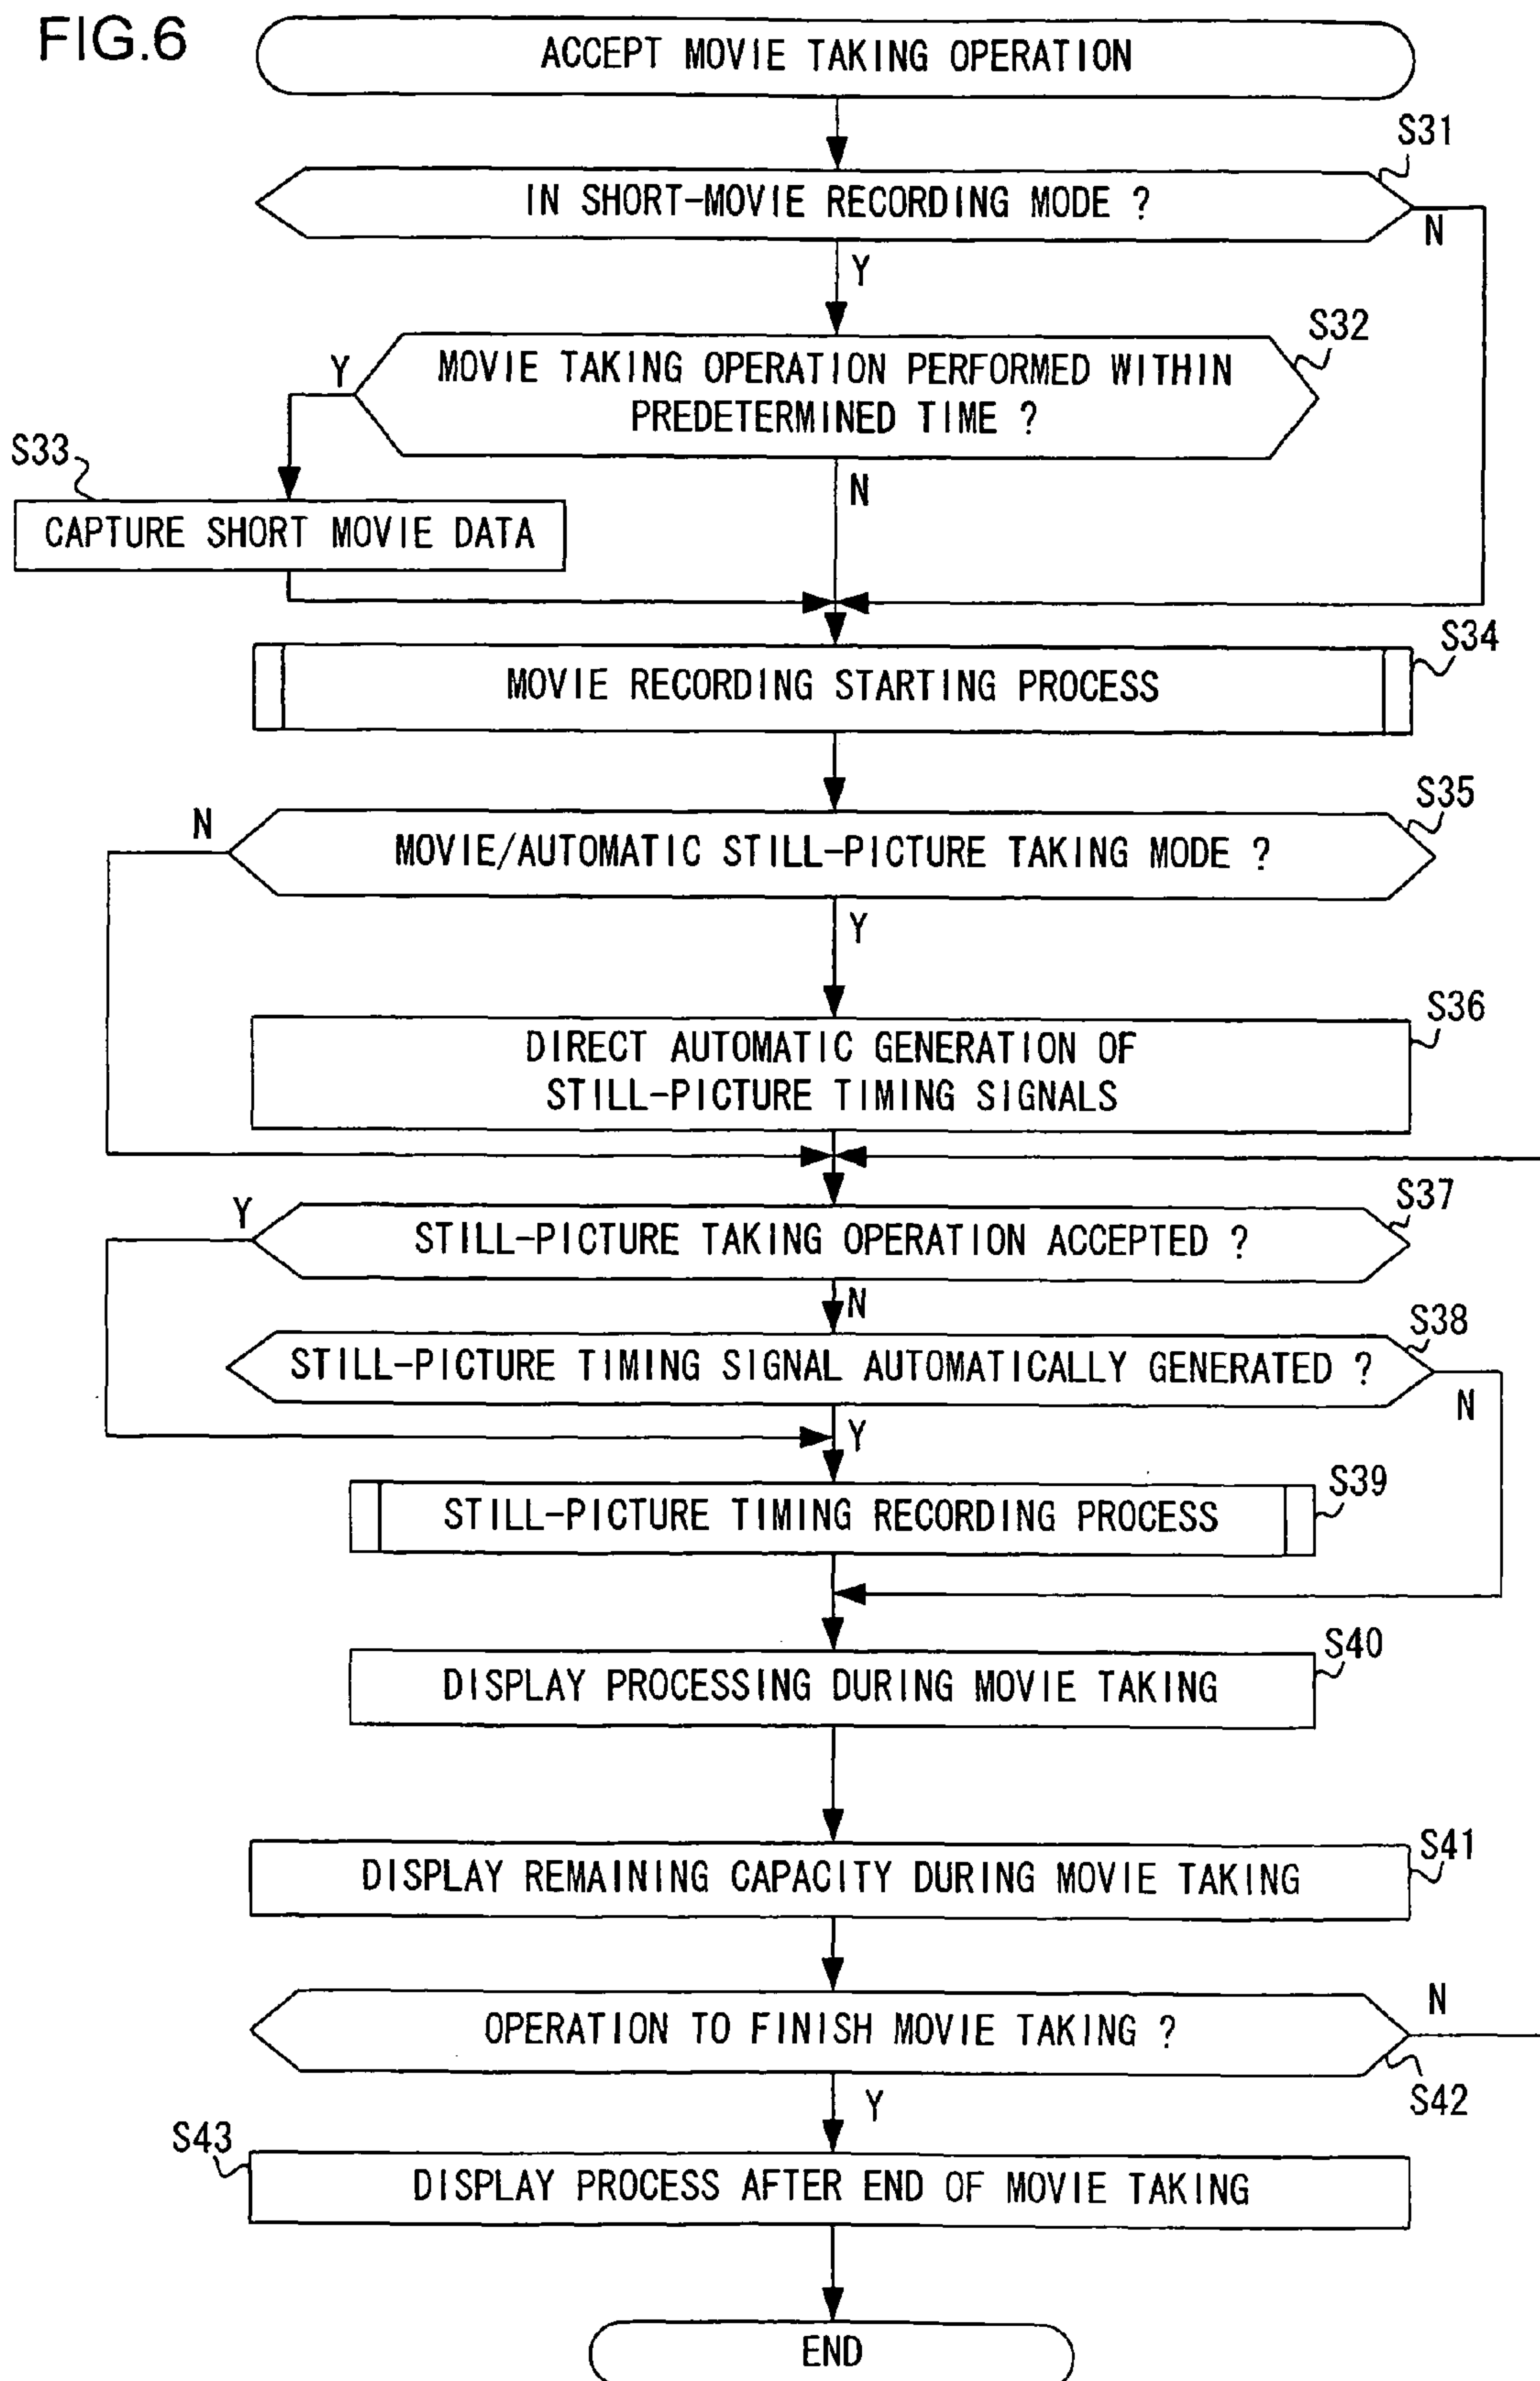 FIG.6
ACCEPT MOVIE TAKING OPERATION
S31
IN SHORT-MOVIE RECORDING MODE ?
N
Y
S32
Y
MOVIE TAKING OPERATION PERFORMED WITHIN
PREDETERMINED TIME ?
S33
N
CAPTURE SHORT MOVIE DATA
S34
MOVIE RECORDING STARTING PROCESS
S35
N
MOVIE/AUTOMATIC STILL-PICTURE TAKING MODE ?
Y
S36
DIRECT AUTOMATIC GENERATION OF
STILL-PICTURE TIMING SIGNALS
S37
Y
STILL-PICTURE TAKING OPERATION ACCEPTED ?
N
S38
STILL-PICTURE TIMING SIGNAL AUTOMATICALLY GENERATED ?
N
Y
S39
STILL-PICTURE TIMING RECORDING PROCESS
S40
DISPLAY PROCESSING DURING MOVIE TAKING
S41
DISPLAY REMAINING CAPACITY DURING MOVIE TAKING
N
OPERATION TO FINISH MOVIE TAKING ?
S42
Y
S43
DISPLAY PROCESS AFTER END OF MOVIE TAKING
END